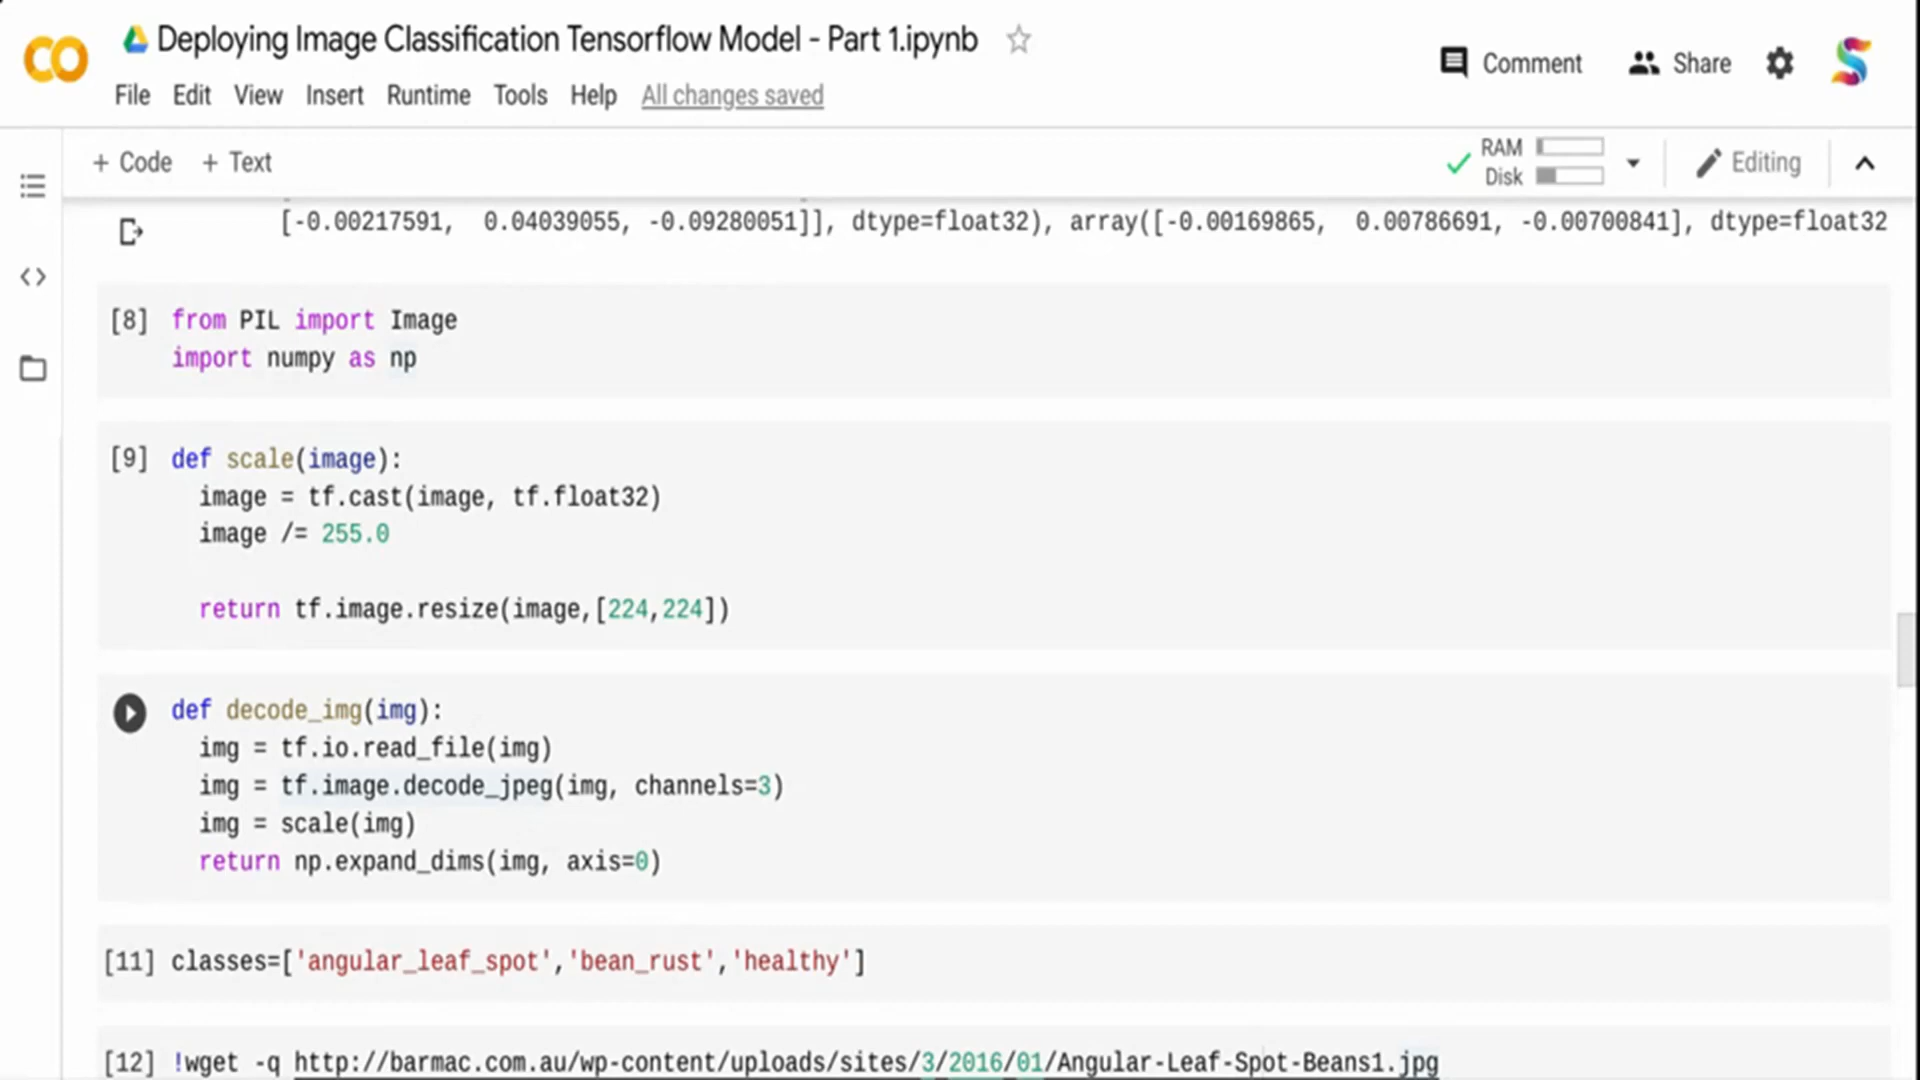 Deploying Image Classification Tensorflow Model - Part 1.ipynb
Comment Share
File Edit View Insert Runtime Tools Help All changes saved
+ Code + Text
RAM
Disk
Editing
[-0.00217591, 0.04039055, -0.09280051]], dtype=float32), array([-0.00169865, 0.00786691, -0.00700841], dtype=float32
[8] from PIL import Image
import numpy as np
[9] def scale(image):
image = tf.cast(image, tf.float32)
image /= 255.0
return tf.image.resize(image,[224,224])
def decode_img(img):
img = tf.io.read_file(img)
img = tf.image.decode_jpeg(img, channels=3)
img = scale(img)
return np.expand_dims(img, axis=0)
[11] classes=['angular_leaf_spot','bean_rust','healthy']
[12] !wget -q http://barmac.com.au/wp-content/uploads/sites/3/2016/01/Angular-Leaf-Spot-Beans1.jpg